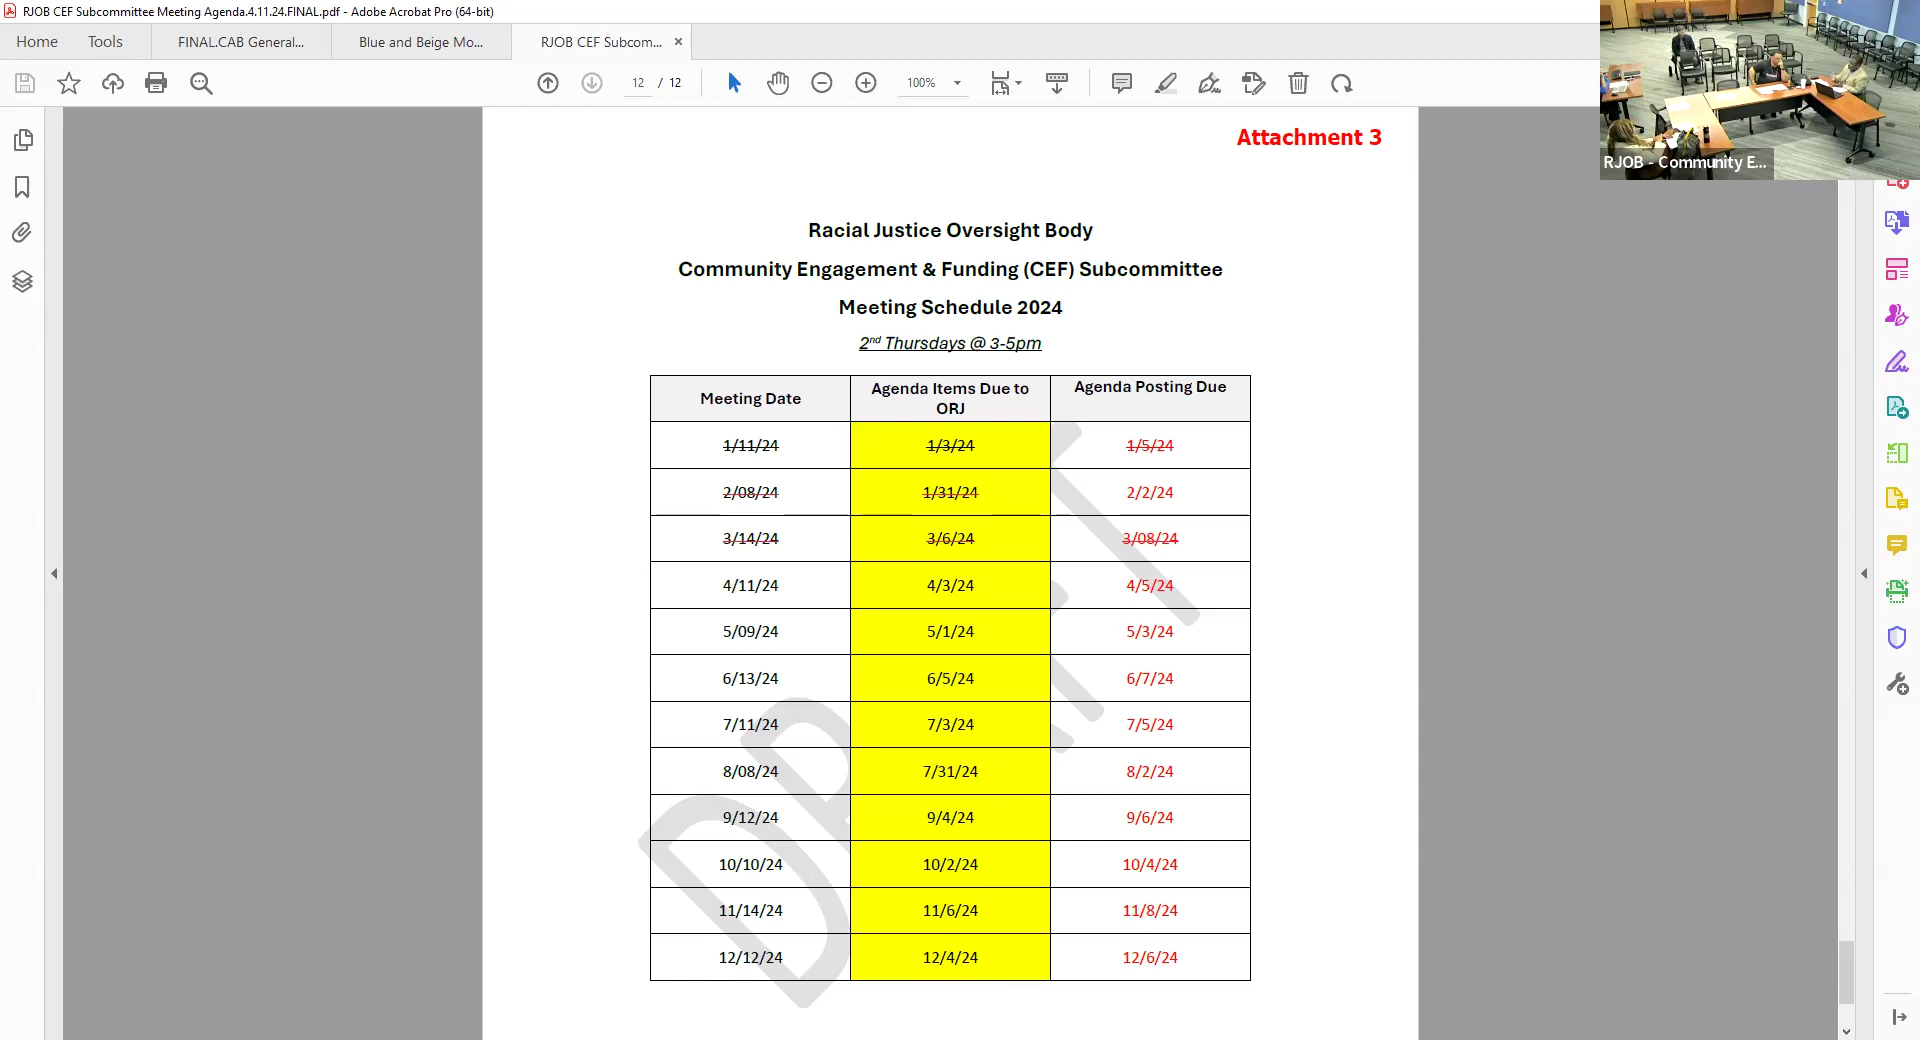 RJOB CEF Subcommittee Meeting Agenda.4.11.24.FINAL.pdf - Adobe Acrobat Pro (64-bit)
Home Tools FINAL.CAB General... Blue and Beige Mo... RJOB CEF Subcom... ×
12 / 12 100%
RJOB - Community E...
Attachment 3
Racial Justice Oversight Body
Community Engagement & Funding (CEF) Subcommittee
Meeting Schedule 2024
2nd Thursdays @ 3-5pm
Meeting Date Agenda Items Due to ORJ Agenda Posting Due
1/11/24 1/3/24 1/5/24
2/08/24 1/31/24 2/2/24
3/14/24 3/6/24 3/08/24
4/11/24 4/3/24 4/5/24
5/09/24 5/1/24 5/3/24
6/13/24 6/5/24 6/7/24
7/11/24 7/3/24 7/5/24
8/08/24 7/31/24 8/2/24
9/12/24 9/4/24 9/6/24
10/10/24 10/2/24 10/4/24
11/14/24 11/6/24 11/8/24
12/12/24 12/4/24 12/6/24
DRAFT